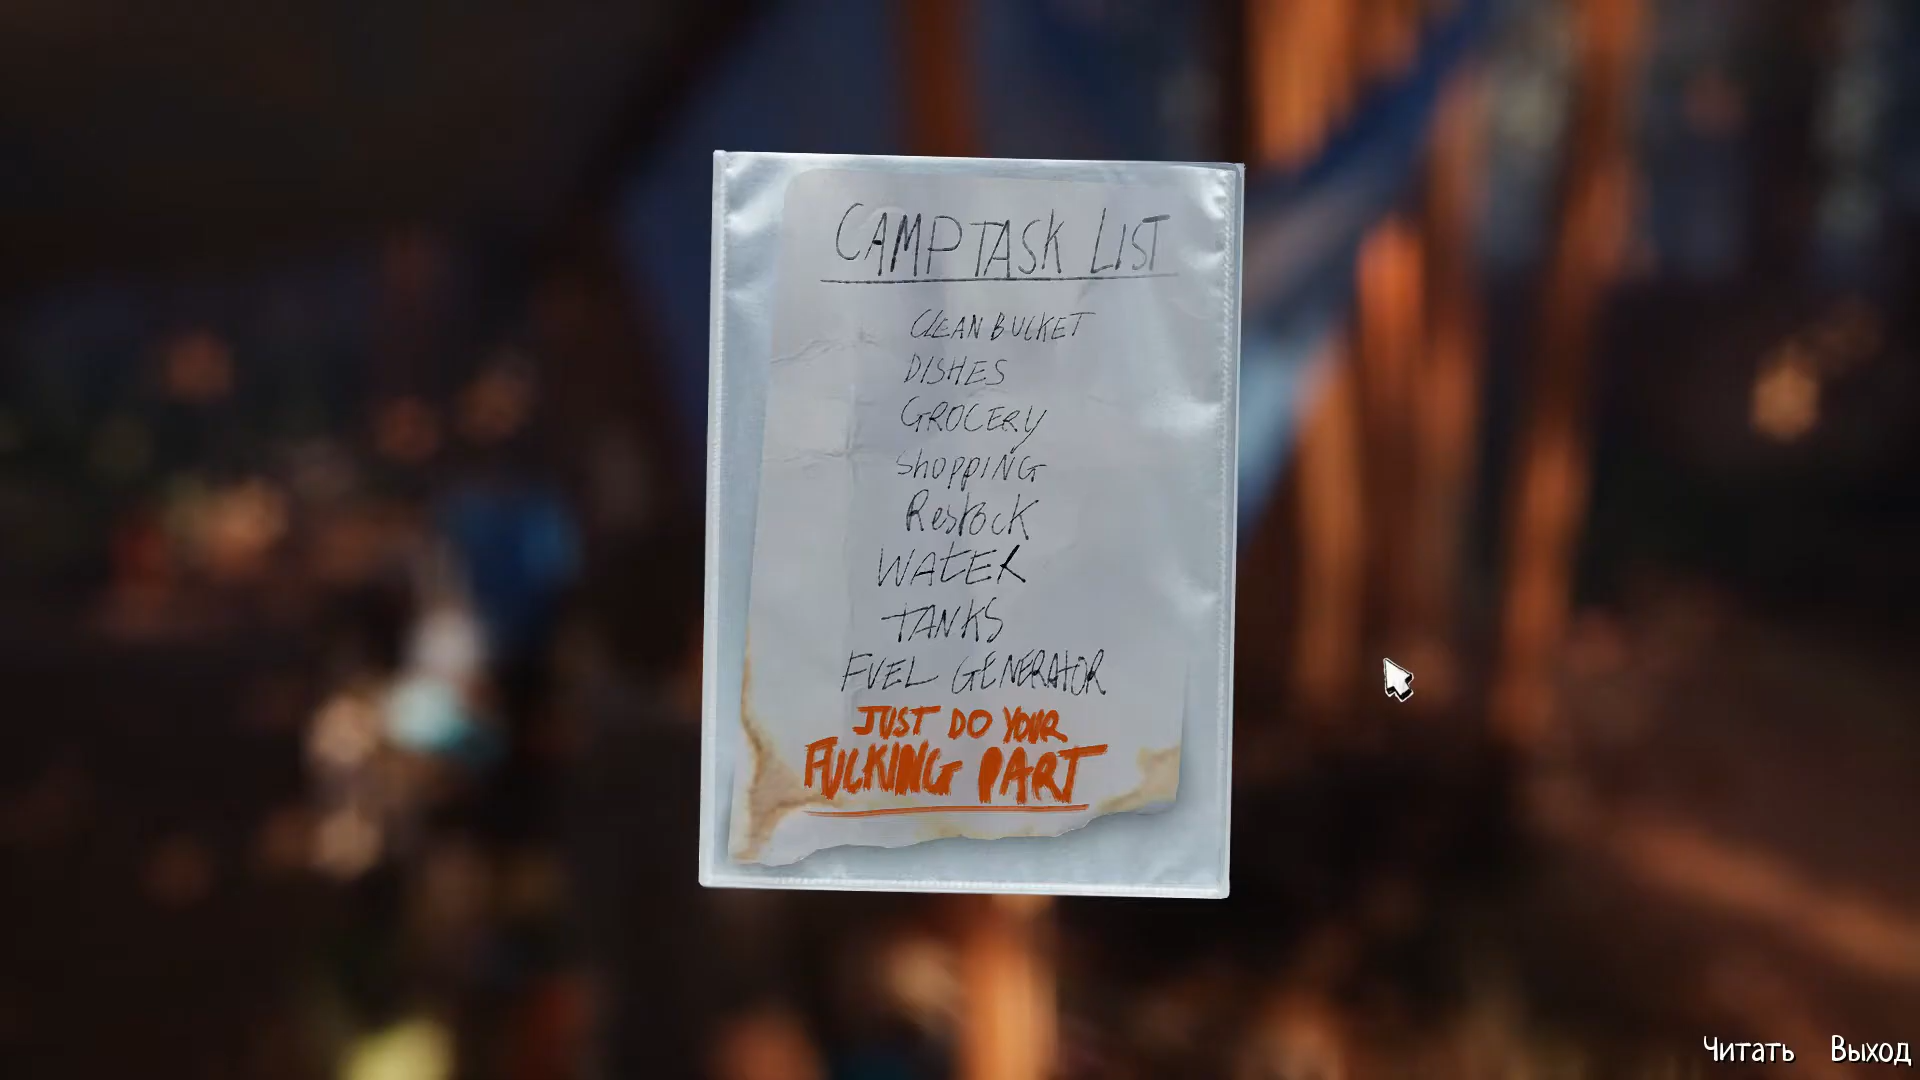 CAMP TASK LIST
CLEAN BUCKET
DISHES
GROCERY
SHOPPING
Restock
WATER
TANKS
FUEL GENERATOR
JUST DO YOUR
FUCKING PART
Читать Выход